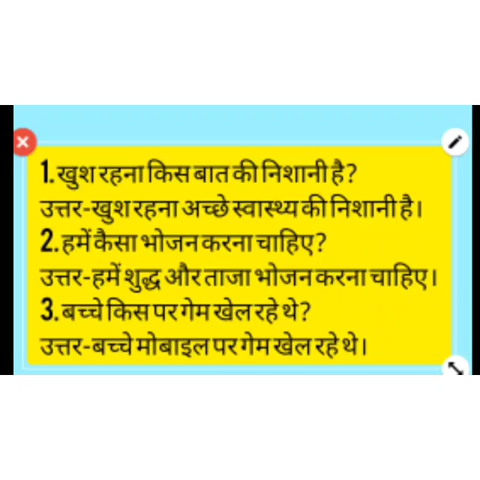 1. खुश रहना किस बात की निशानी है?
उत्तर-खुश रहना अच्छे स्वास्थ्य की निशानी है।
2. हमें कैसा भोजन करना चाहिए?
उत्तर-हमें शुद्ध और ताजा भोजन करना चाहिए।
3. बच्चे किस पर गेम खेल रहे थे?
उत्तर-बच्चे मोबाइल पर गेम खेल रहे थे।